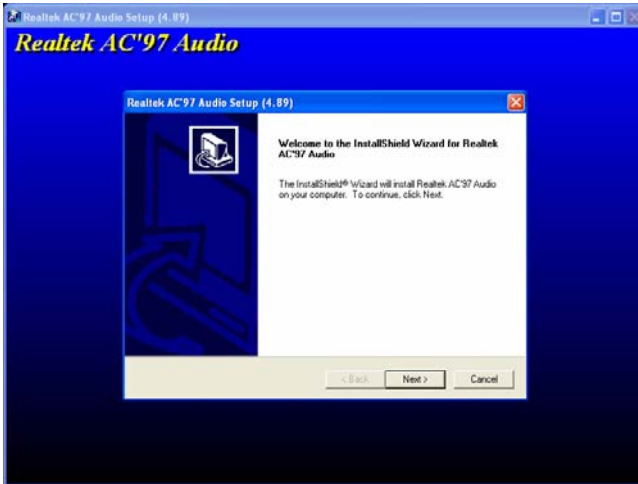 Realtek AC'97 Audio Setup (4.89)
Realtek AC'97 Audio
Realtek AC'97 Audio Setup (4.89)
Welcome to the InstallShield Wizard for Realtek
AC'97 Audio
The InstallShield® Wizard will install Realtek AC'97 Audio
on your computer. To continue, click Next.
< Back
Next >
Cancel